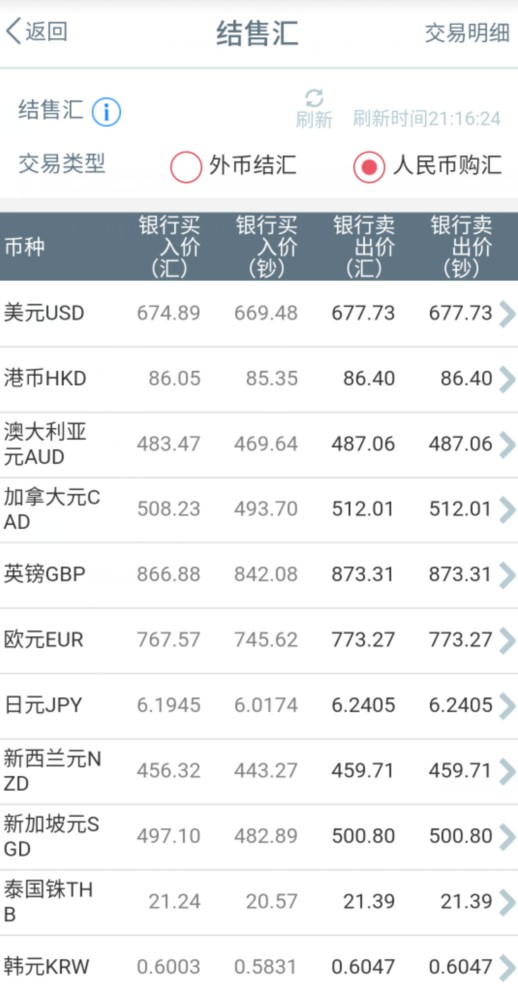 返回 结售汇 交易明细
结售汇
刷新 刷新时间21:16:24
交易类型 外币结汇 人民币购汇
币种 银行买入价（汇） 银行买入价（钞） 银行卖出价（汇） 银行卖出价（钞）
美元USD 674.89 669.48 677.73 677.73
港币HKD 86.05 85.35 86.40 86.40
澳大利亚元AUD 483.47 469.64 487.06 487.06
加拿大元CAD 508.23 493.70 512.01 512.01
英镑GBP 866.88 842.08 873.31 873.31
欧元EUR 767.57 745.62 773.27 773.27
日元JPY 6.1945 6.0174 6.2405 6.2405
新西兰元NZD 456.32 443.27 459.71 459.71
新加坡元SGD 497.10 482.89 500.80 500.80
泰国铢THB 21.24 20.57 21.39 21.39
韩元KRW 0.6003 0.5831 0.6047 0.6047